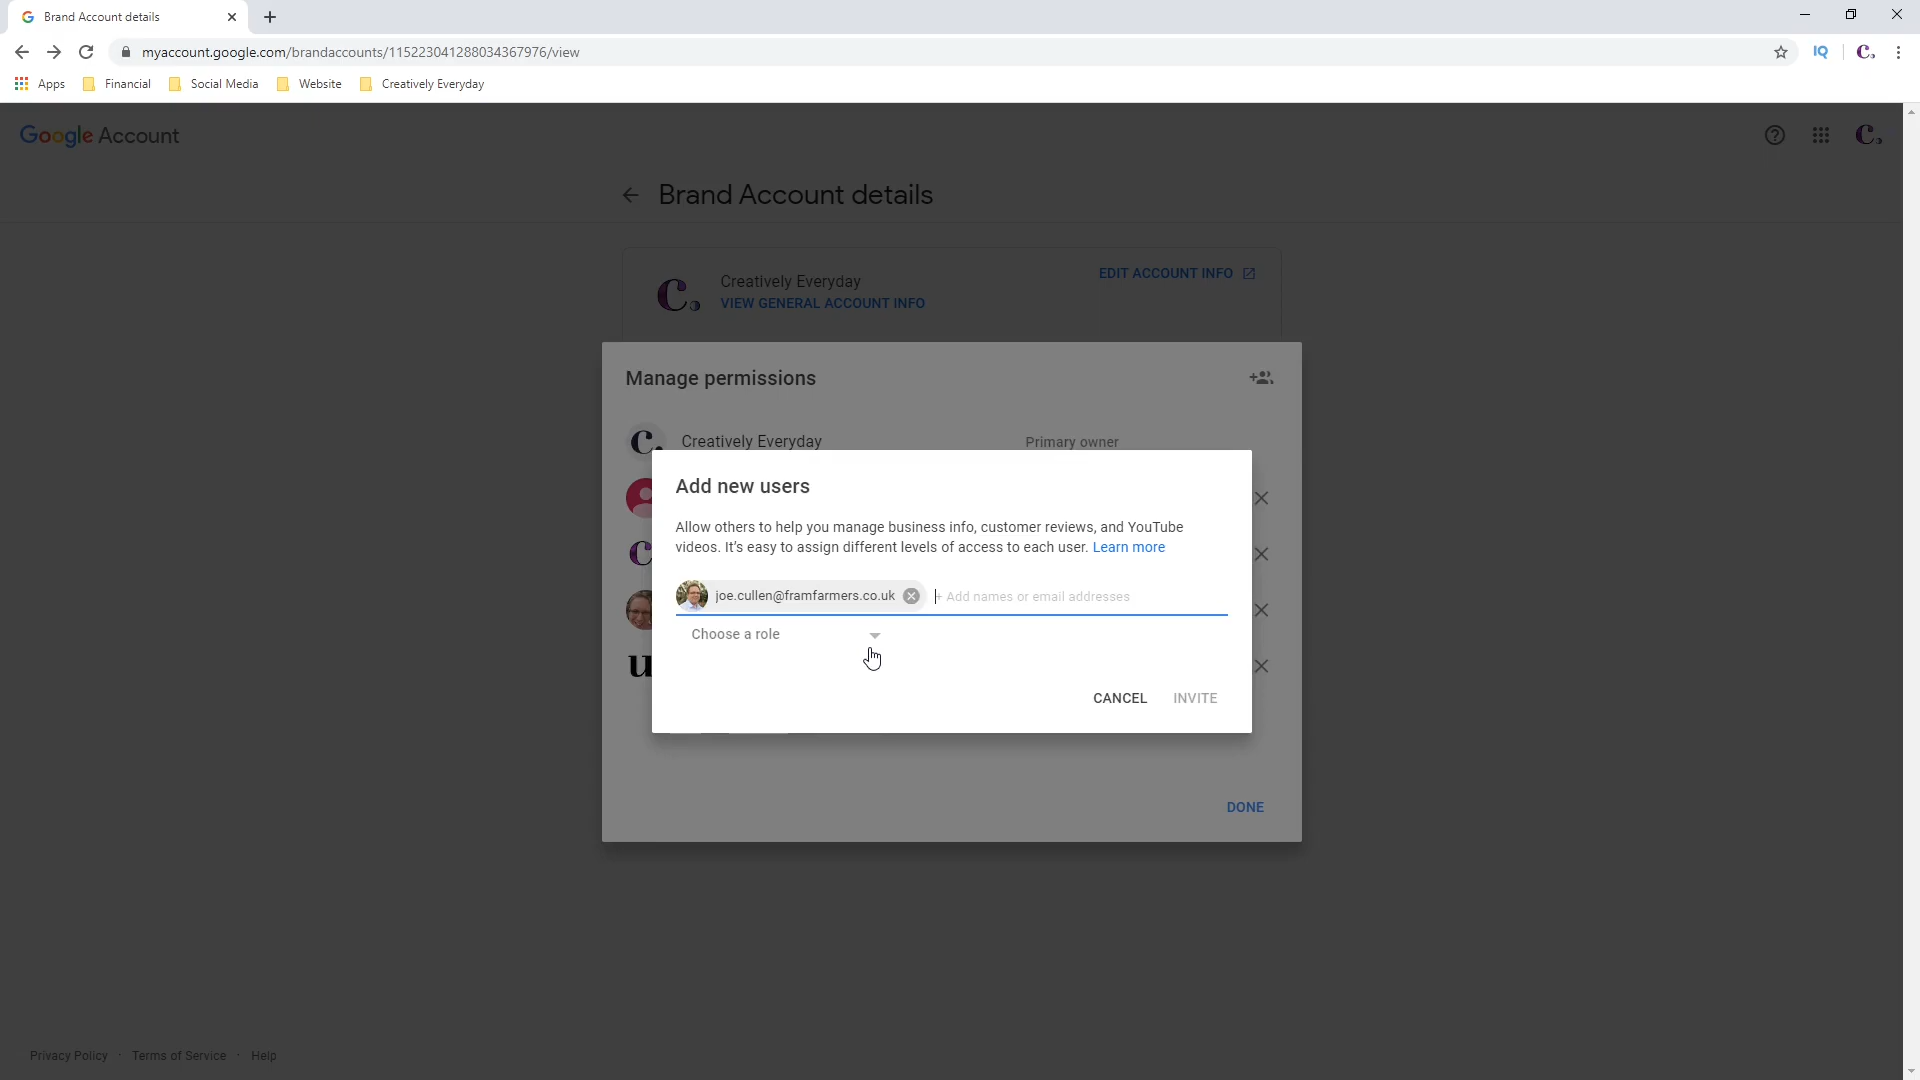 Brand Account details
myaccount.google.com/brandaccounts/115223041288034367976/view
IQ
C.
Apps
Financial
Social Media
Website
Creatively Everyday
Google Account
C.
Brand Account details
C.
Creatively Everyday
VIEW GENERAL ACCOUNT INFO
EDIT ACCOUNT INFO
Manage permissions
C.
Creatively Everyday
Primary owner
Add new users
Allow others to help you manage business info, customer reviews, and YouTube
videos. It's easy to assign different levels of access to each user. Learn more
joe.cullen@framfarmers.co.uk
+ Add names or email addresses
Choose a role
u
CANCEL
INVITE
DONE
Privacy Policy · Terms of Service · Help